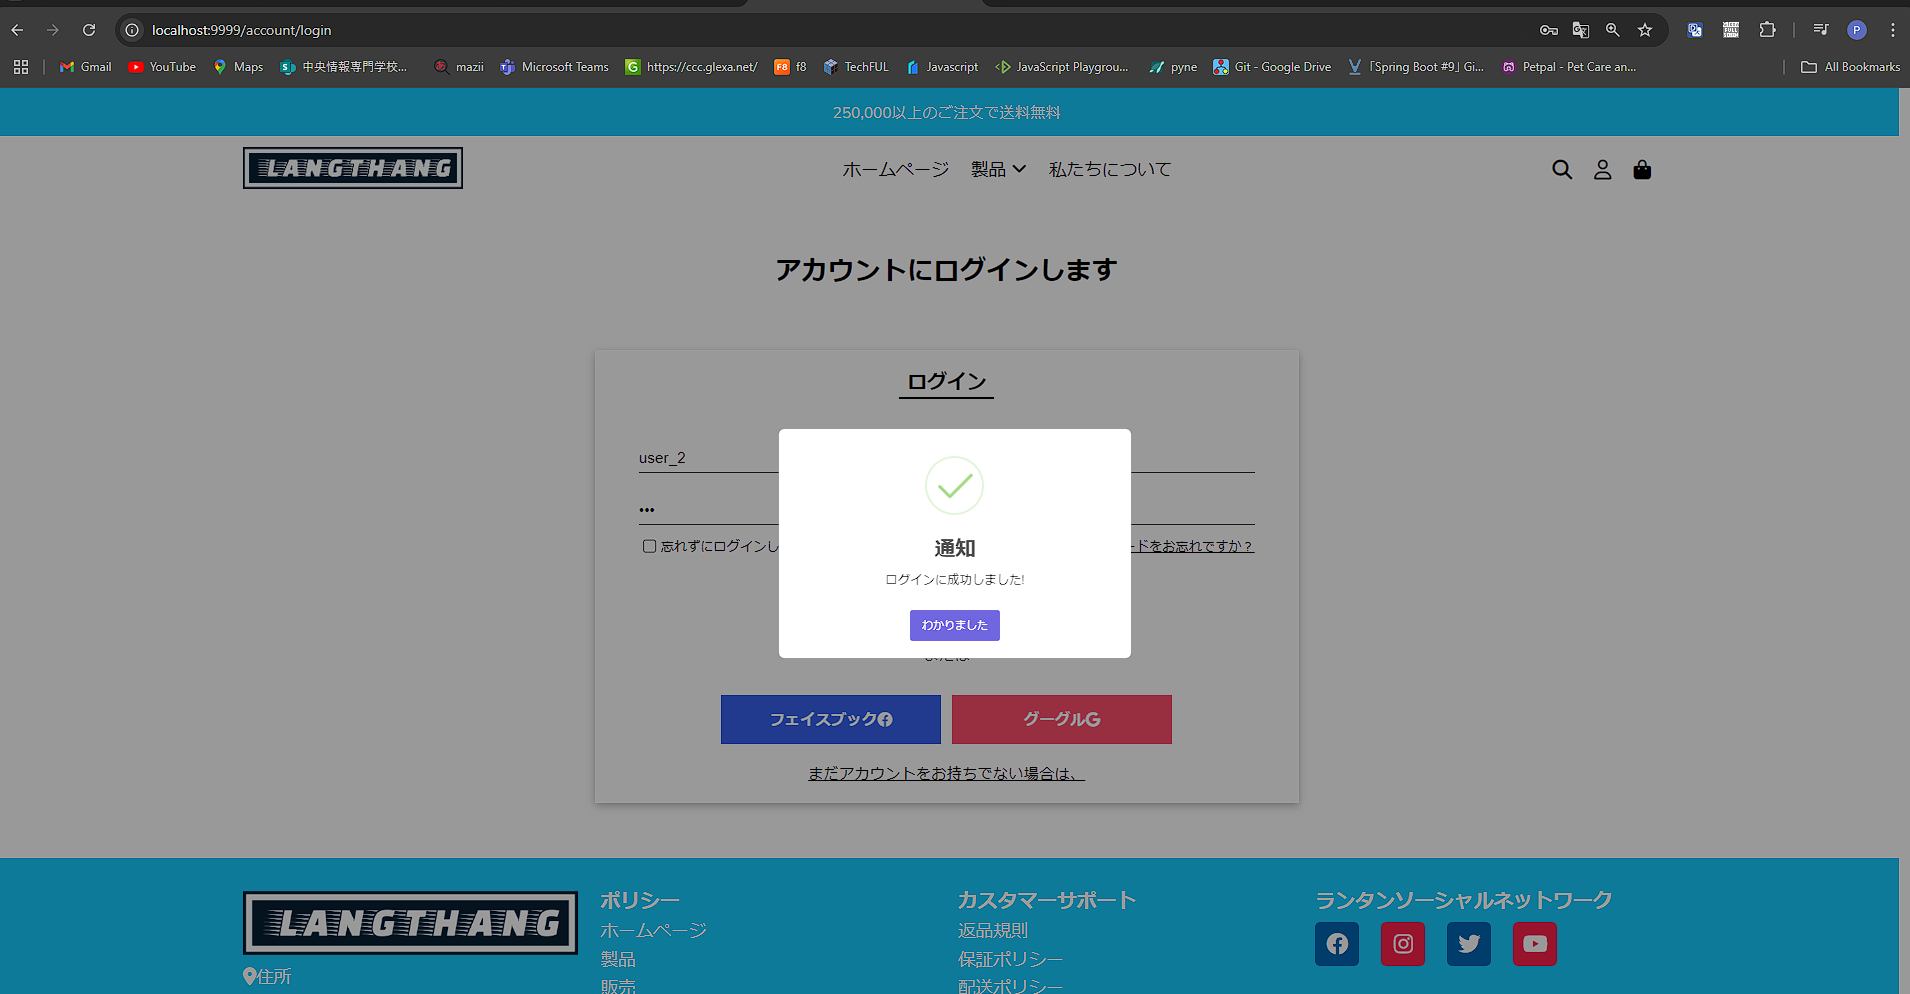 localhost:9999/account/login
P
Gmail
YouTube
Maps
中央情報専門学校...
mazii
Microsoft Teams
https://ccc.glexa.net/
F8 f8
TechFUL
Javascript
JavaScript Playgrou...
pyne
Git - Google Drive
「Spring Boot #9」Gi...
Petpal - Pet Care an...
All Bookmarks
250,000以上のご注文で送料無料
LANGTHANG
ホームページ 製品 私たちについて
アカウントにログインします
ログイン
user_2
•••
忘れずにログインし
ードをお忘れですか？
通知
ログインに成功しました!
わかりました
フェイスブック
グーグルG
まだアカウントをお持ちでない場合は、
LANGTHANG
住所
ポリシー
ホームページ
製品
販売
カスタマーサポート
返品規則
保証ポリシー
配送ポリシー
ランタンソーシャルネットワーク